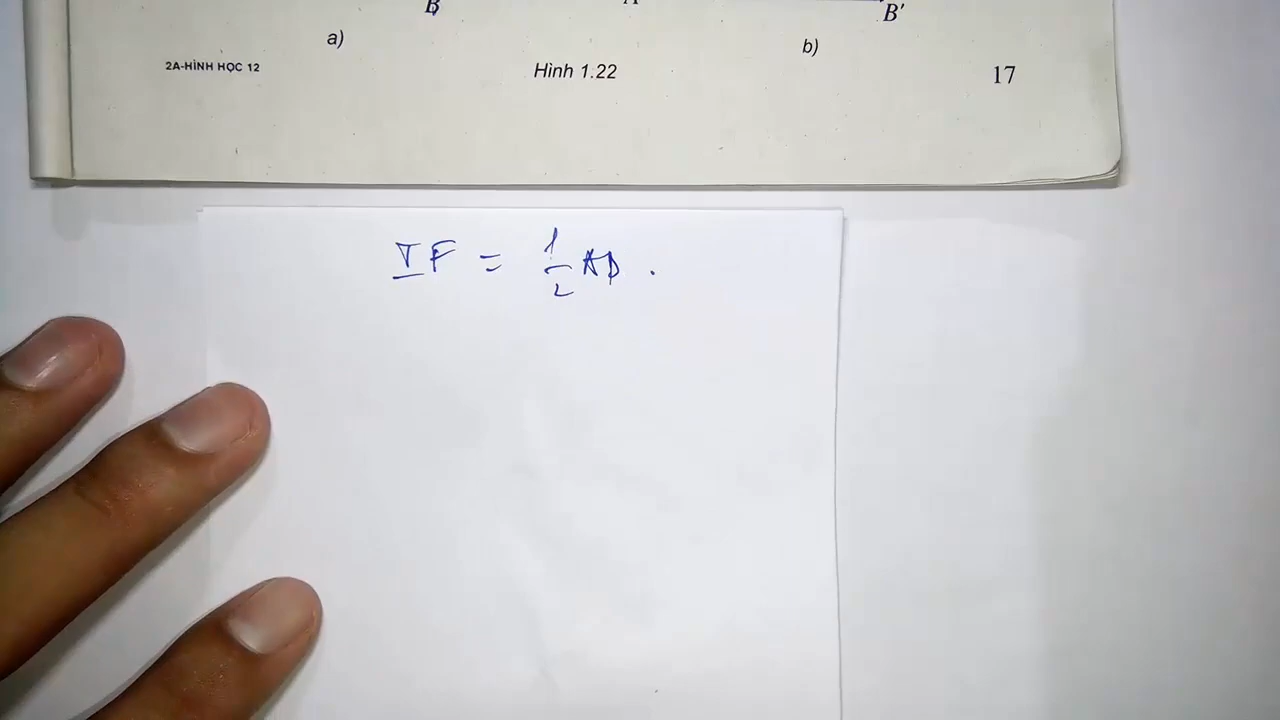 B A B'
a) b)
2A-HÌNH HỌC 12 Hình 1.22 17
IF = 1/2 AD .